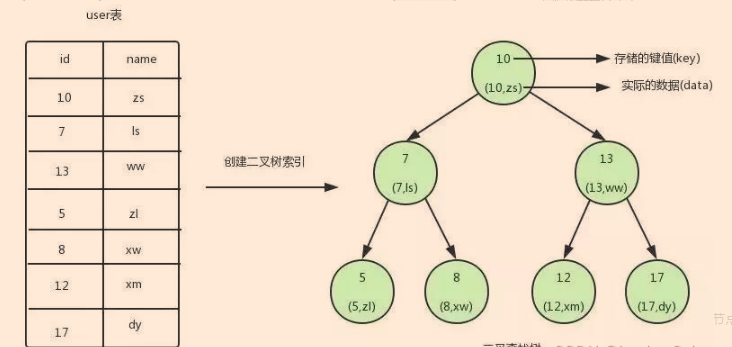 user表
id name
10 zs
7 ls
13 ww
5 zl
8 xw
12 xm
17 dy
创建二叉树索引
10
(10,zs)
存储的键值(key)
实际的数据(data)
7
(7,ls)
13
(13,ww)
5
(5,zl)
8
(8,xw)
12
(12,xm)
17
(17,dy)
节点